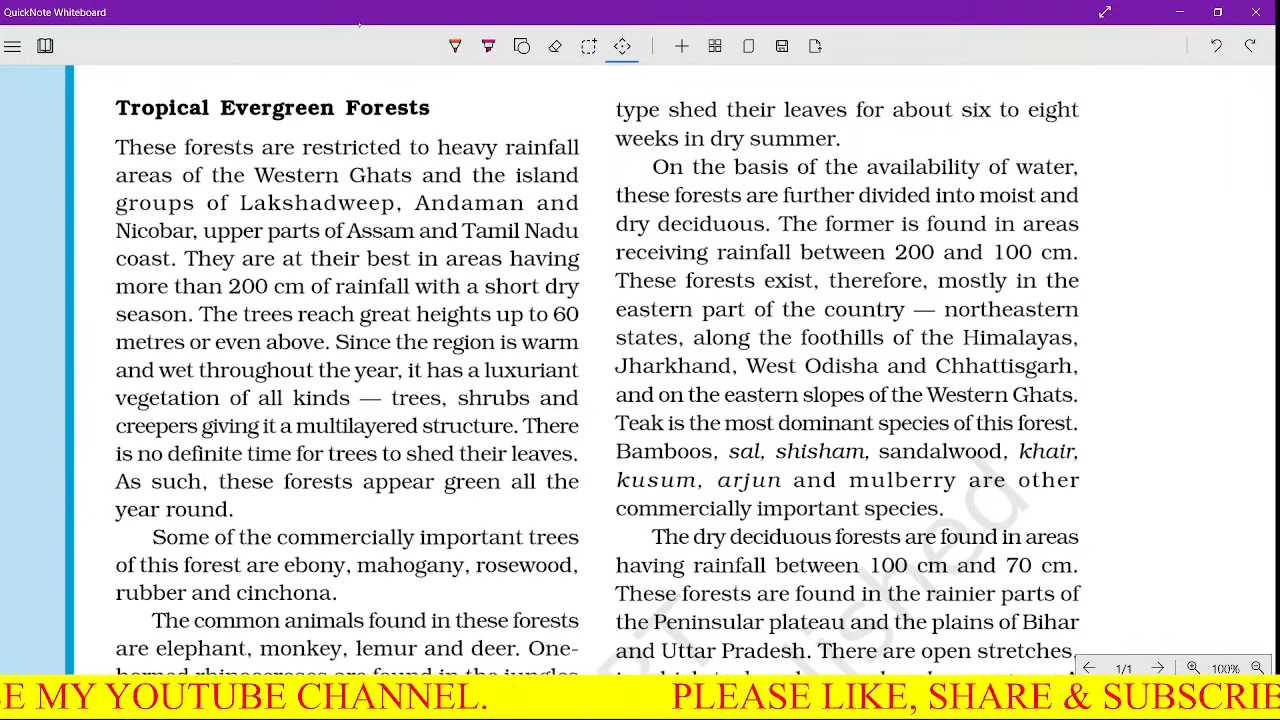 QuickNote Whiteboard
Tropical Evergreen Forests
These forests are restricted to heavy rainfall
areas of the Western Ghats and the island
groups of Lakshadweep, Andaman and
Nicobar, upper parts of Assam and Tamil Nadu
coast. They are at their best in areas having
more than 200 cm of rainfall with a short dry
season. The trees reach great heights up to 60
metres or even above. Since the region is warm
and wet throughout the year, it has a luxuriant
vegetation of all kinds — trees, shrubs and
creepers giving it a multilayered structure. There
is no definite time for trees to shed their leaves.
As such, these forests appear green all the
year round.
Some of the commercially important trees
of this forest are ebony, mahogany, rosewood,
rubber and cinchona.
The common animals found in these forests
are elephant, monkey, lemur and deer. One-
horned rhinoceroses are found in the jungles
type shed their leaves for about six to eight
weeks in dry summer.
On the basis of the availability of water,
these forests are further divided into moist and
dry deciduous. The former is found in areas
receiving rainfall between 200 and 100 cm.
These forests exist, therefore, mostly in the
eastern part of the country — northeastern
states, along the foothills of the Himalayas,
Jharkhand, West Odisha and Chhattisgarh,
and on the eastern slopes of the Western Ghats.
Teak is the most dominant species of this forest.
Bamboos, sal, shisham, sandalwood, khair,
kusum, arjun and mulberry are other
commercially important species.
The dry deciduous forests are found in areas
having rainfall between 100 cm and 70 cm.
These forests are found in the rainier parts of
the Peninsular plateau and the plains of Bihar
and Uttar Pradesh. There are open stretches,
1/1
100%
E MY YOUTUBE CHANNEL. PLEASE LIKE, SHARE & SUBSCRIB